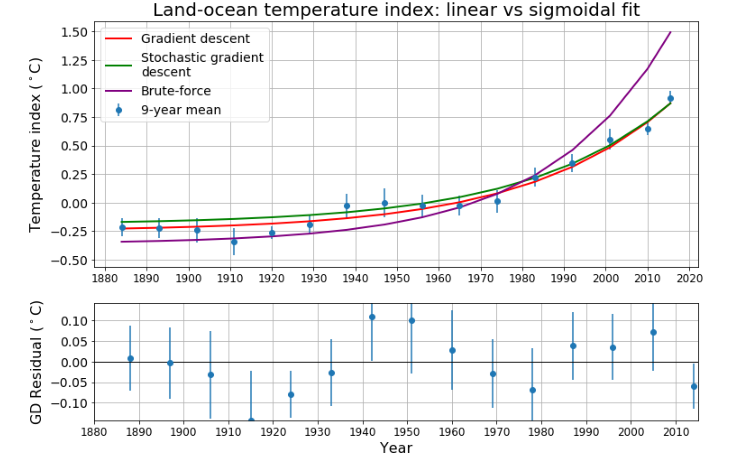 Land-ocean temperature index: linear vs sigmoidal fit
Temperature index (°C)
1.50
1.25
1.00
0.75
0.50
0.25
0.00
−0.25
−0.50
Gradient descent
Stochastic gradient
descent
Brute-force
9-year mean
1880 1890 1900 1910 1920 1930 1940 1950 1960 1970 1980 1990 2000 2010 2020
GD Residual (°C)
0.10
0.05
0.00
−0.05
−0.10
1880 1890 1900 1910 1920 1930 1940 1950 1960 1970 1980 1990 2000 2010
Year